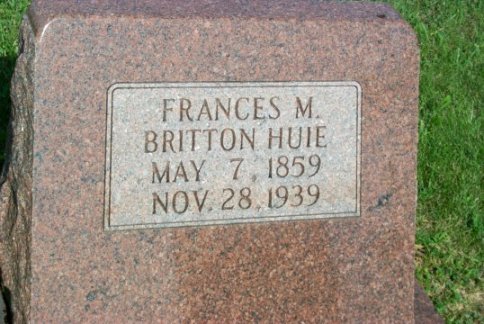 FRANCES M.
BRITTON HUIE
MAY 7, 1859
NOV. 28, 1939